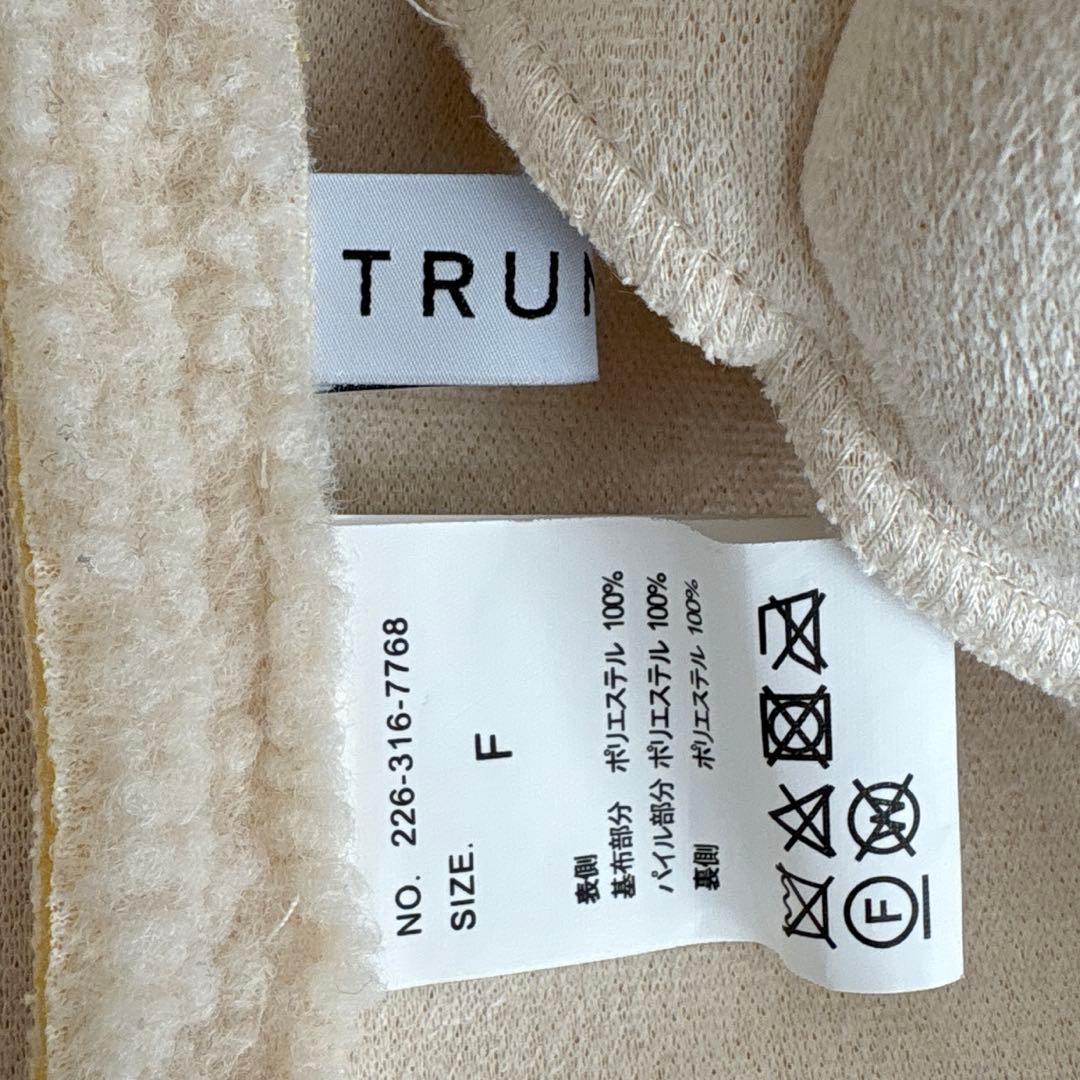 TRU
NO. 226-316-7768
SIZE. F
表側
基布部分 ポリエステル 100%
パイル部分 ポリエステル 100%
裏側 ポリエステル 100%
F W